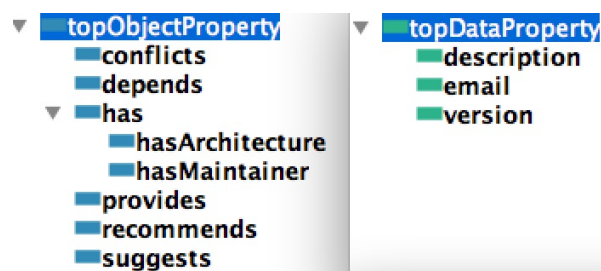 topObjectProperty
conflicts
depends
has
hasArchitecture
hasMaintainer
provides
recommends
suggests
topDataProperty
description
email
version